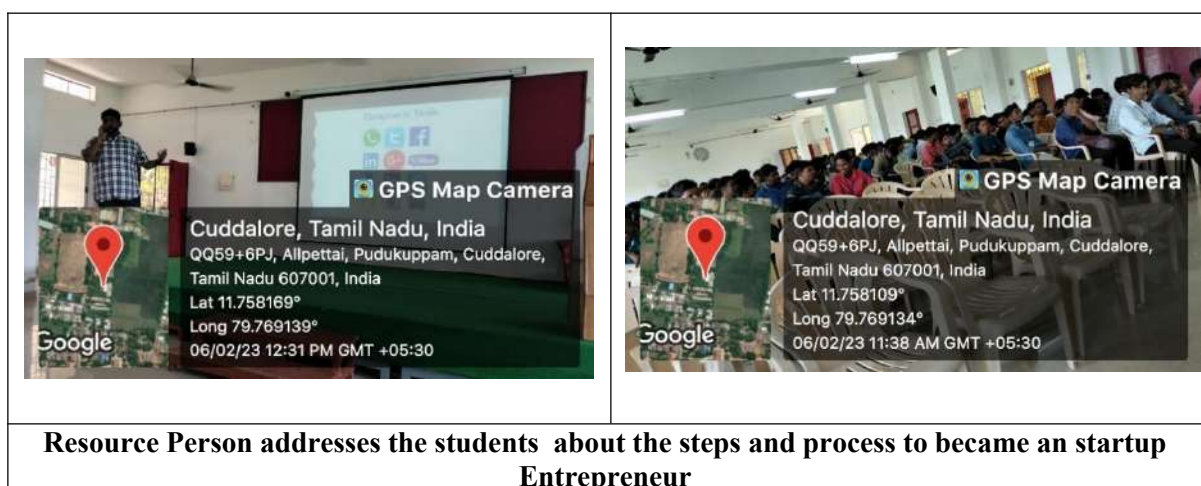 GPS Map Camera
Cuddalore, Tamil Nadu, India
QQ59+6PJ, Allpettai, Pudukuppam, Cuddalore,
Tamil Nadu 607001, India
Lat 11.758169°
Long 79.769139°
06/02/23 12:31 PM GMT +05:30
Google
GPS Map Camera
Cuddalore, Tamil Nadu, India
QQ59+6PJ, Allpettai, Pudukuppam, Cuddalore,
Tamil Nadu 607001, India
Lat 11.758109°
Long 79.769134°
06/02/23 11:38 AM GMT +05:30
Google
Resource Person addresses the students about the steps and process to became an startup
Entrepreneur